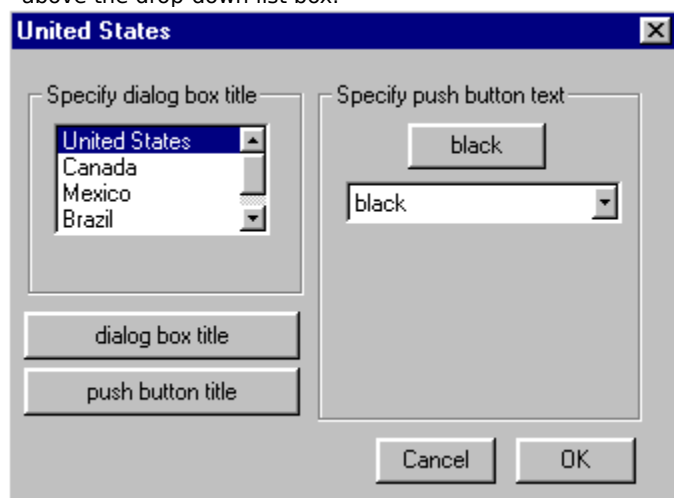 above the drop-down list box.
United States
Specify dialog box title
United States
Canada
Mexico
Brazil
dialog box title
push button title
Specify push button text
black
black
Cancel
OK